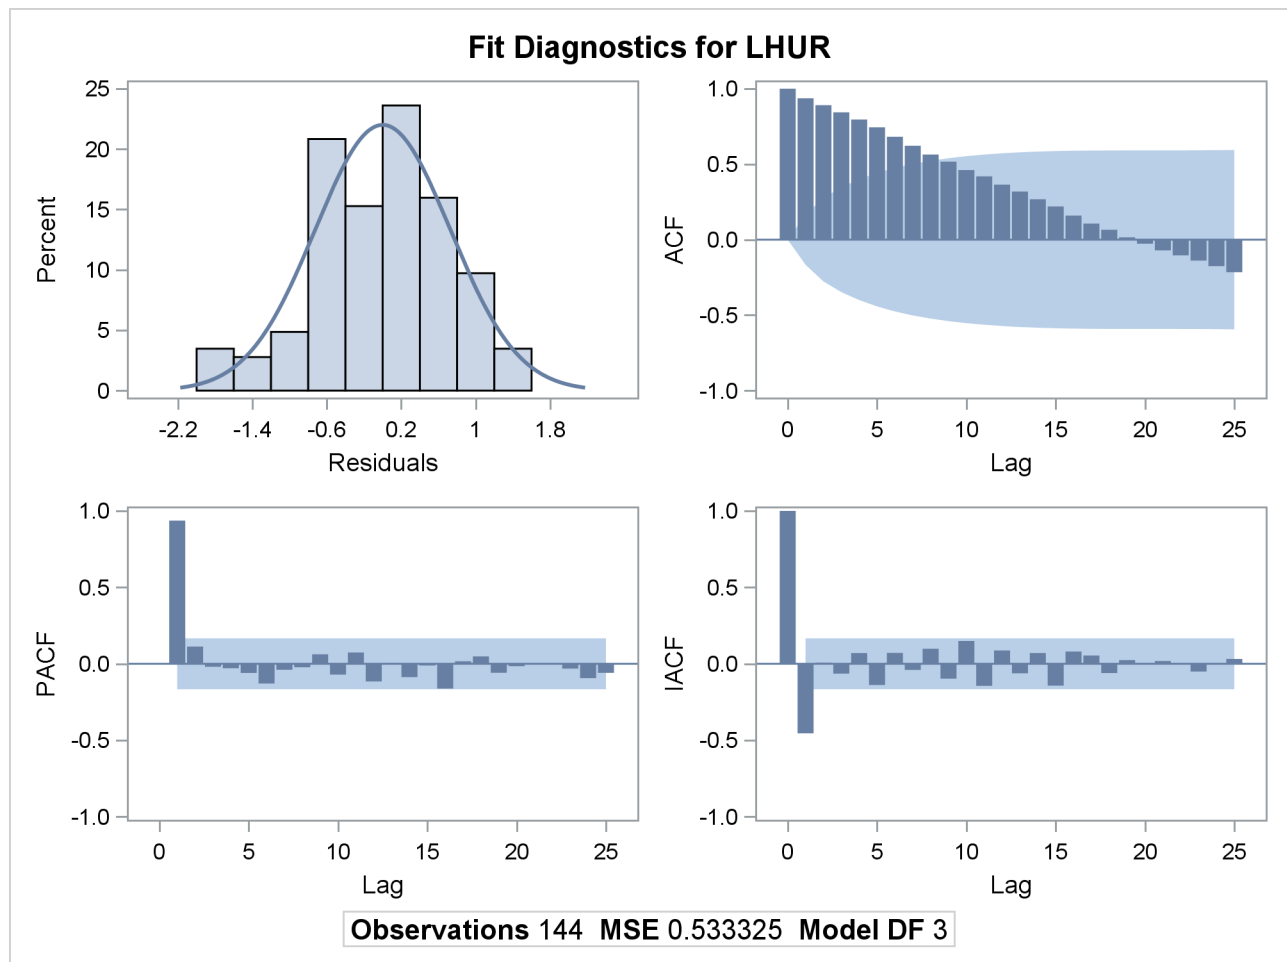 Fit Diagnostics for LHUR
25
20
15
10
5
0
Percent
-2.2 -1.4 -0.6 0.2 1 1.8
Residuals
1.0
0.5
0.0
-0.5
-1.0
ACF
0 5 10 15 20 25
Lag
1.0
0.5
0.0
-0.5
-1.0
PACF
0 5 10 15 20 25
Lag
1.0
0.5
0.0
-0.5
-1.0
IACF
0 5 10 15 20 25
Lag
Observations 144 MSE 0.533325 Model DF 3